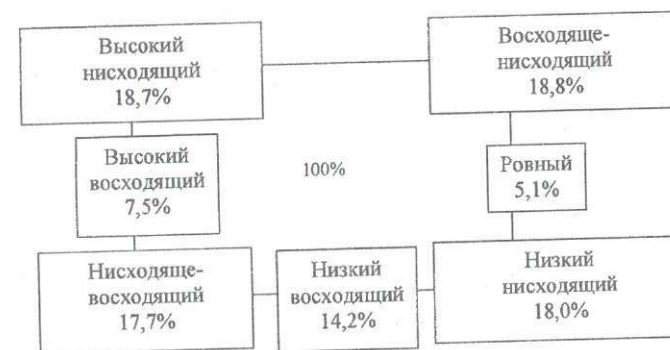 Высокий
нисходящий
18,7%
Восходяще-
нисходящий
18,8%
Высокий
восходящий
7,5%
100%
Ровный
5,1%
Нисходяще-
восходящий
17,7%
Низкий
восходящий
14,2%
Низкий
нисходящий
18,0%